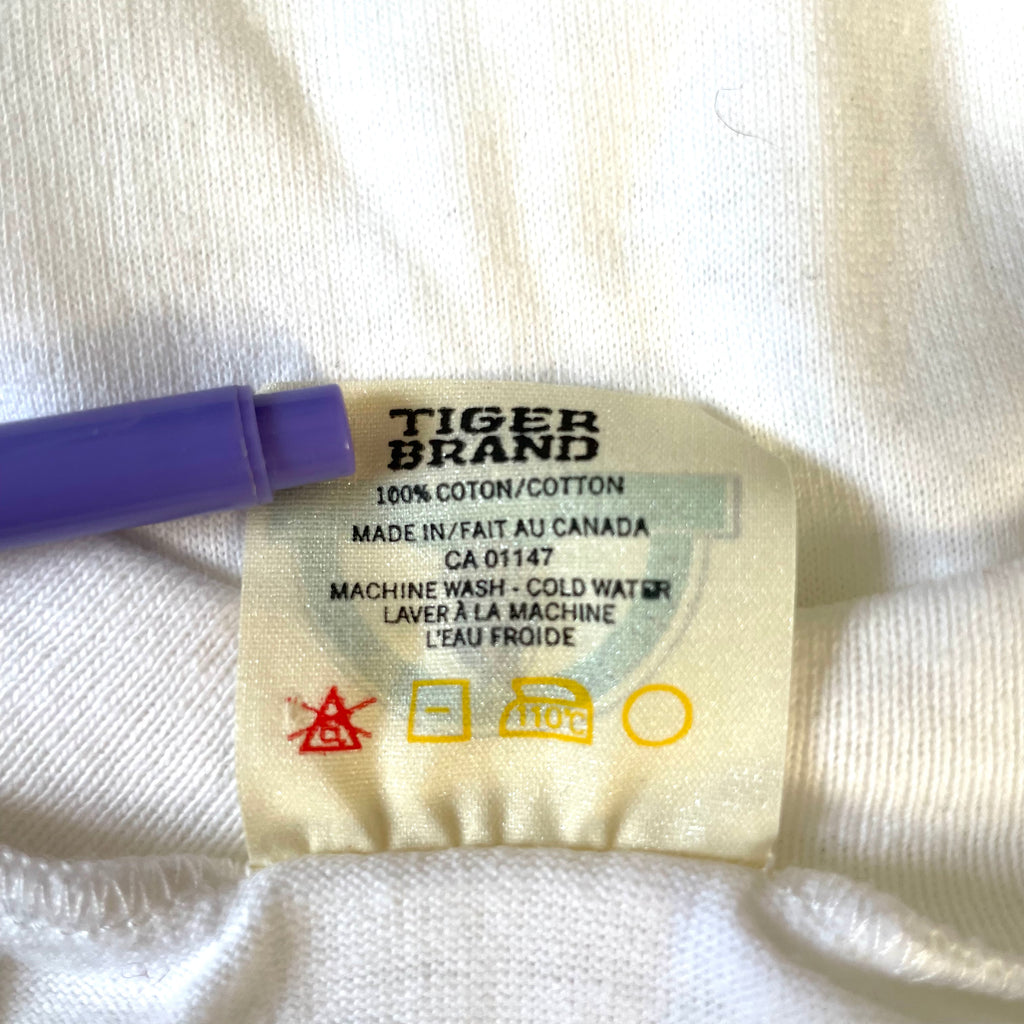 TIGER
BRAND
100% COTON/COTTON
MADE IN/FAIT AU CANADA
CA 01147
MACHINE WASH - COLD WATER
LAVER À LA MACHINE
L'EAU FROIDE
110°C